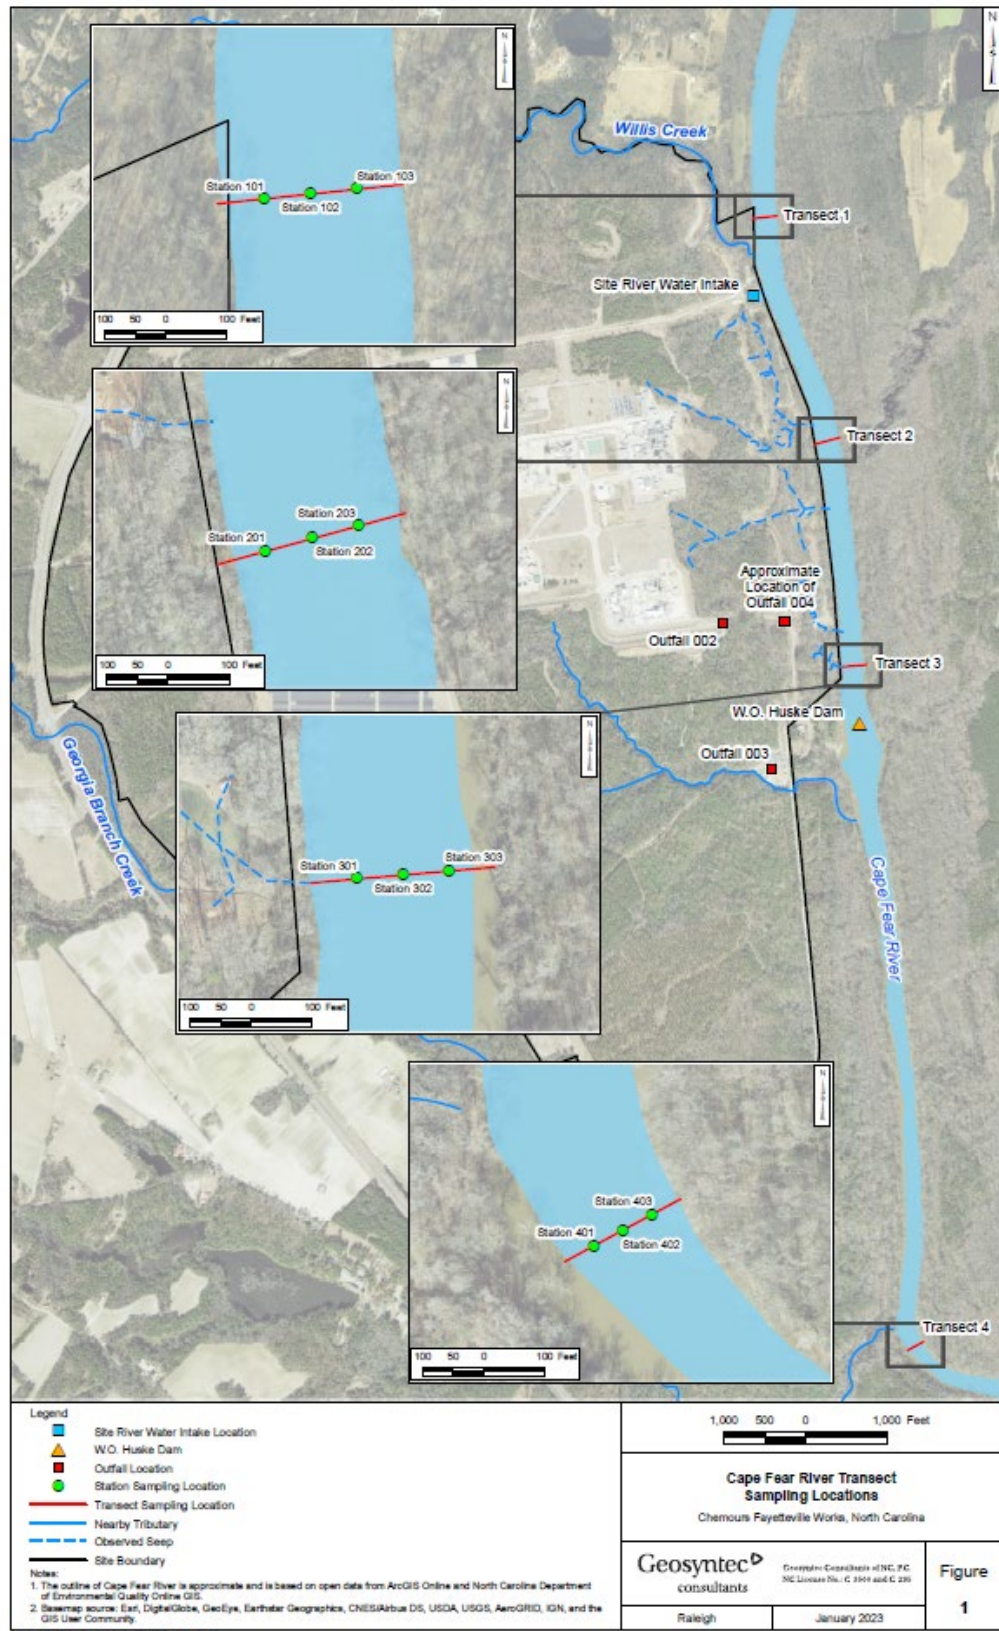 N
Willis Creek
Station 101
Station 102
Station 103
100 50 0 100 Feet
Transect 1
Site River Water Intake
N
Station 201
Station 202
Station 203
100 50 0 100 Feet
Transect 2
Approximate
Location of
Outfall 004
Outfall 002
Transect 3
W.O. Huske Dam
Outfall 003
N
Station 301
Station 302
Station 303
100 50 0 100 Feet
Georgia Branch Creek
Cape Fear River
N
Station 401
Station 402
Station 403
100 50 0 100 Feet
Transect 4
Legend
Site River Water Intake Location
W.O. Huske Dam
Outfall Location
Station Sampling Location
Transect Sampling Location
Nearby Tributary
Observed Seep
Site Boundary
Notes:
1. The outline of Cape Fear River is approximate and is based on open data from ArcGIS Online and North Carolina Department
of Environmental Quality Online GIS.
2. Basemap source: Esri, DigitalGlobe, GeoEye, Earthstar Geographics, CNES/Airbus DS, USDA, USGS, AeroGRID, IGN, and the
GIS User Community.
1,000 500 0 1,000 Feet
Cape Fear River Transect
Sampling Locations
Chemours Fayetteville Works, North Carolina
Geosyntec
consultants
Geosyntec Consultants of NC, P.C.
NC License No.:
Raleigh
January 2023
Figure
1